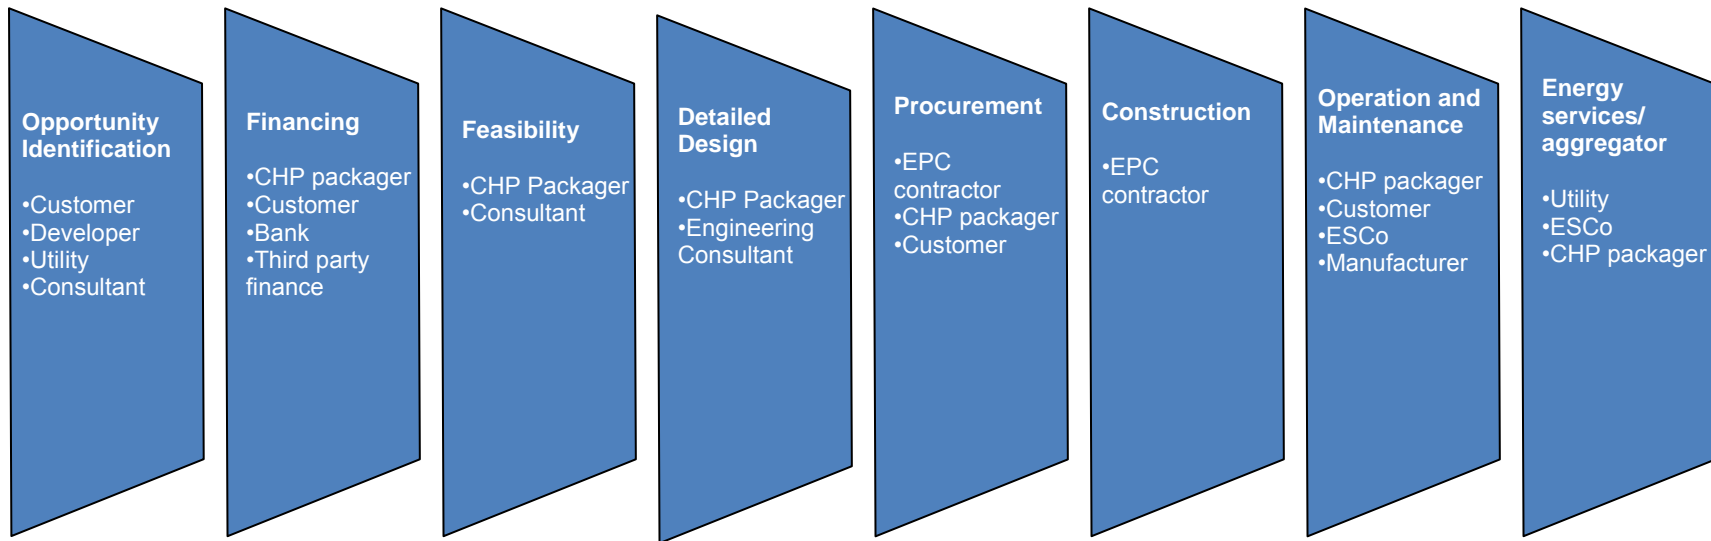 Opportunity
Identification
•Customer
•Developer
•Utility
•Consultant
Financing
•CHP packager
•Customer
•Bank
•Third party
finance
Feasibility
•CHP Packager
•Consultant
Detailed
Design
•CHP Packager
•Engineering
Consultant
Procurement
•EPC
contractor
•CHP packager
•Customer
Construction
•EPC
contractor
Operation and
Maintenance
•CHP packager
•Customer
•ESCo
•Manufacturer
Energy
services/
aggregator
•Utility
•ESCo
•CHP packager